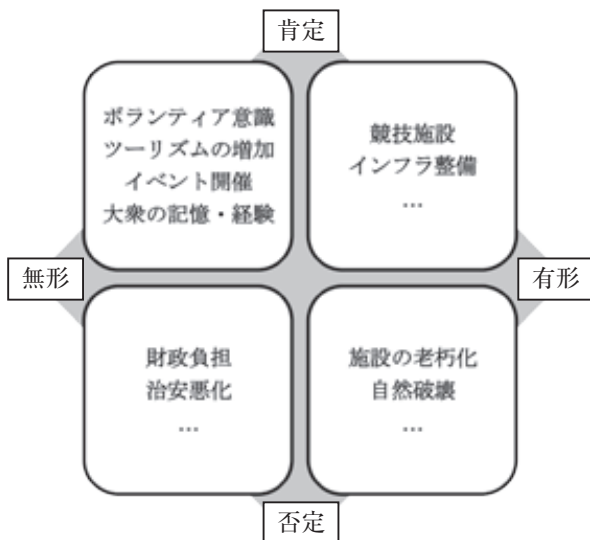 肯定
ボランティア意識
ツーリズムの増加
イベント開催
大衆の記憶・経験
競技施設
インフラ整備
…
無形
有形
財政負担
治安悪化
…
施設の老朽化
自然破壊
…
否定